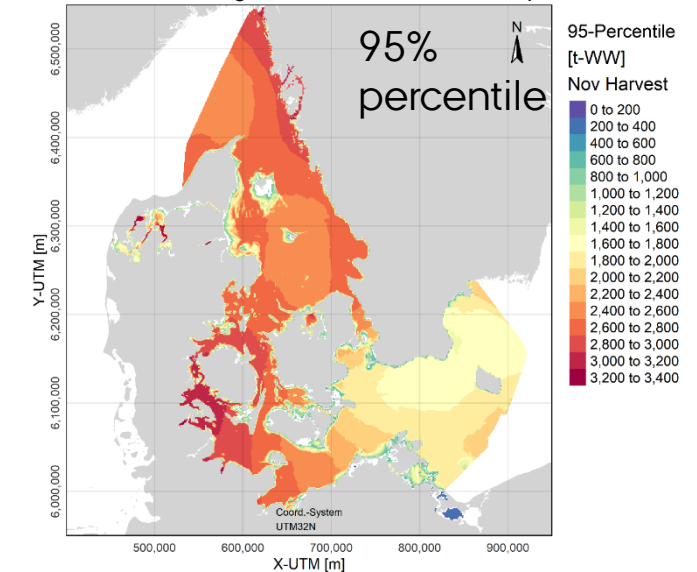 95%
percentile
N
95-Percentile
[t-WW]
Nov Harvest
0 to 200
200 to 400
400 to 600
600 to 800
800 to 1,000
1,000 to 1,200
1,200 to 1,400
1,400 to 1,600
1,600 to 1,800
1,800 to 2,000
2,000 to 2,200
2,200 to 2,400
2,400 to 2,600
2,600 to 2,800
2,800 to 3,000
3,000 to 3,200
3,200 to 3,400
Y-UTM [m]
6,500,000
6,400,000
6,300,000
6,200,000
6,100,000
6,000,000
Coord.-System
UTM32N
500,000 600,000 700,000 800,000 900,000
X-UTM [m]